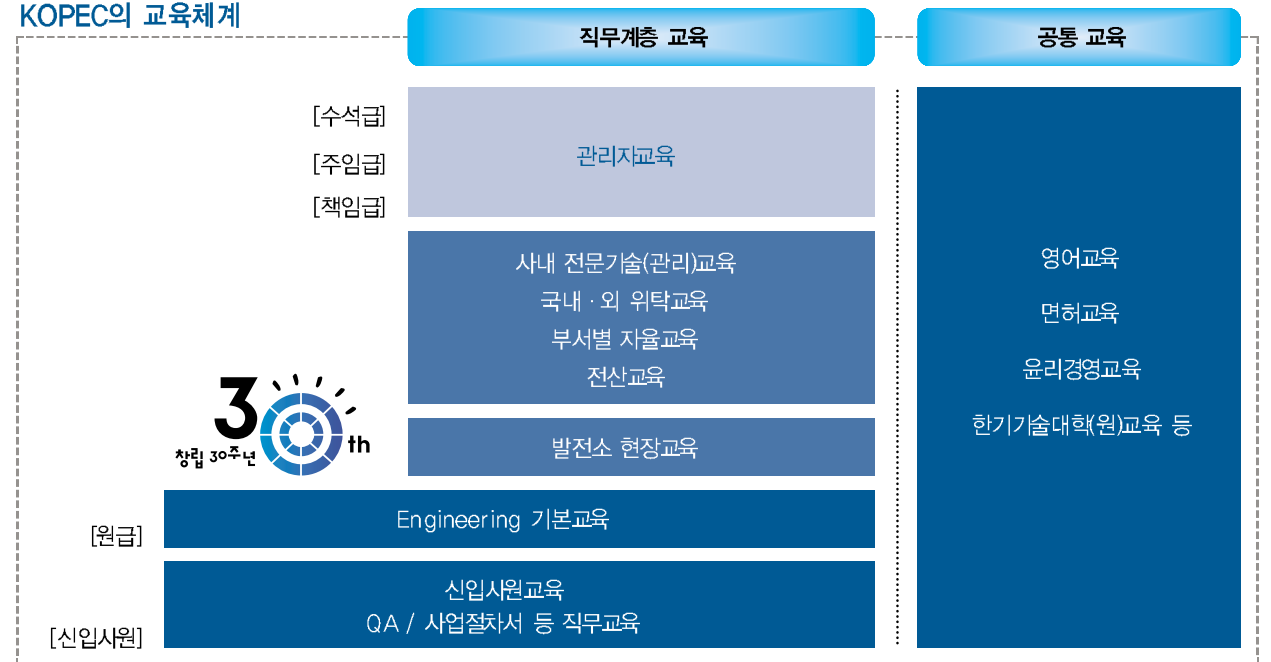 KOPEC의 교육체계
직무계층 교육
공통 교육
[수석급]
[주임급]
[책임급]
관리자교육
사내 전문기술(관리)교육
국내·외 위탁교육
부서별 자율교육
전산교육
30th
창립 30주년
발전소 현장교육
[원급]
Engineering 기본교육
[신입사원]
신입사원교육
QA / 사업절차서 등 직무교육
영어교육
면허교육
윤리경영교육
한기기술대학(원)교육 등